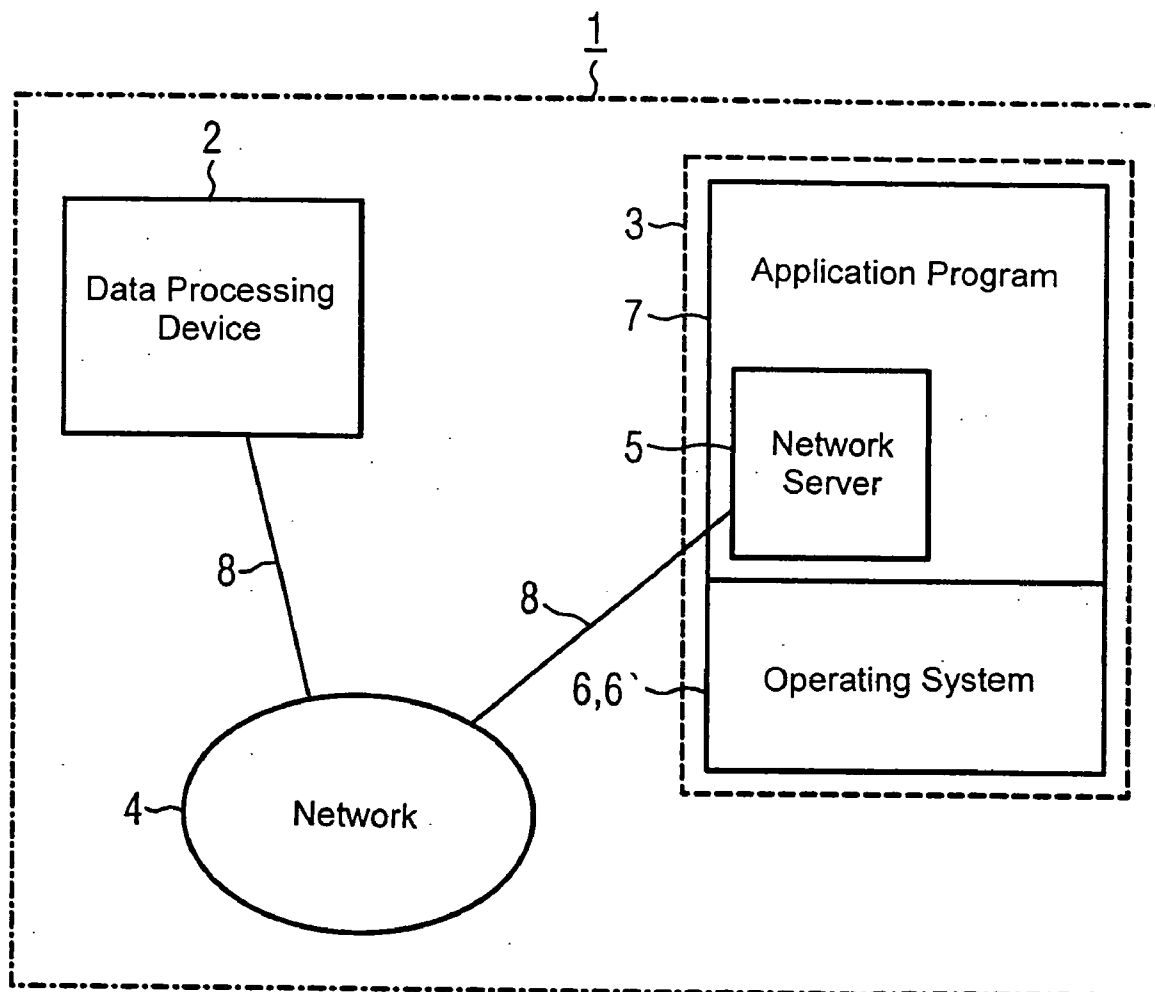 1
2
Data Processing
Device
3
Application Program
7
5
Network
Server
8
8
6,6`
Operating System
4
Network